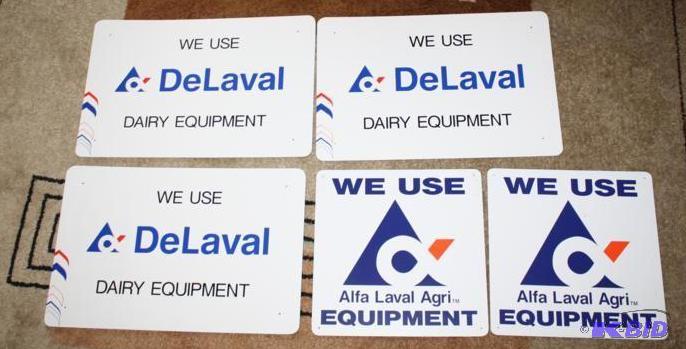 WE USE
DeLaval
DAIRY EQUIPMENT
WE USE
DeLaval
DAIRY EQUIPMENT
WE USE
DeLaval
DAIRY EQUIPMENT
WE USE
Alfa Laval Agri™
EQUIPMENT
WE USE
Alfa Laval Agri™
EQUIPMENT
© K-BID